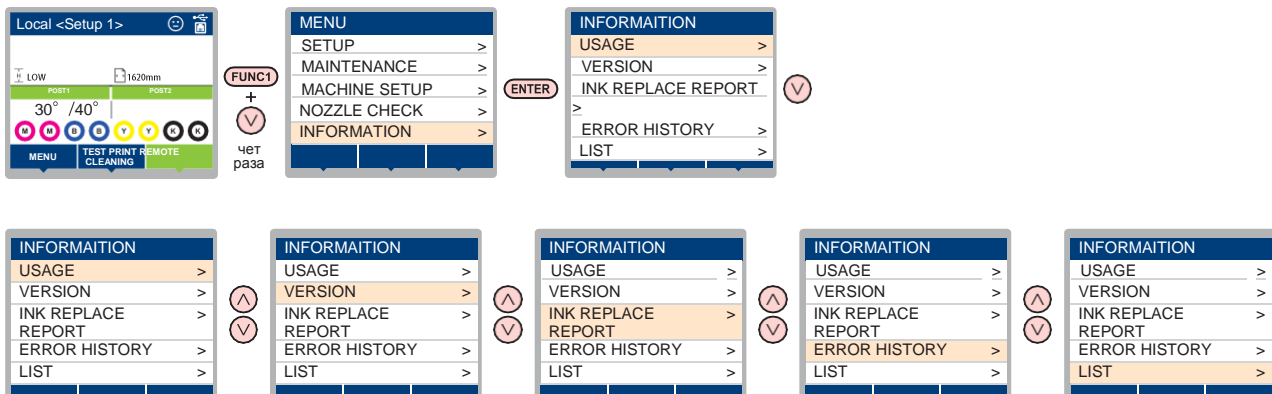 Local <Setup 1>
LOW
1620mm
POST1 POST2
30° /40°
M M B B Y Y K K
MENU
TEST PRINT REMOTE
CLEANING
FUNC1
+
чет
раза
MENU
SETUP >
MAINTENANCE >
MACHINE SETUP >
NOZZLE CHECK >
INFORMATION >
ENTER
INFORMAITION
USAGE >
VERSION >
INK REPLACE REPORT
>
ERROR HISTORY >
LIST >
INFORMAITION
USAGE >
VERSION >
INK REPLACE >
REPORT
ERROR HISTORY >
LIST >
INFORMAITION
USAGE >
VERSION >
INK REPLACE >
REPORT
ERROR HISTORY >
LIST >
INFORMAITION
USAGE >
VERSION >
INK REPLACE >
REPORT
ERROR HISTORY >
LIST >
INFORMAITION
USAGE >
VERSION >
INK REPLACE >
REPORT
ERROR HISTORY >
LIST >
INFORMAITION
USAGE >
VERSION >
INK REPLACE >
REPORT
ERROR HISTORY >
LIST >